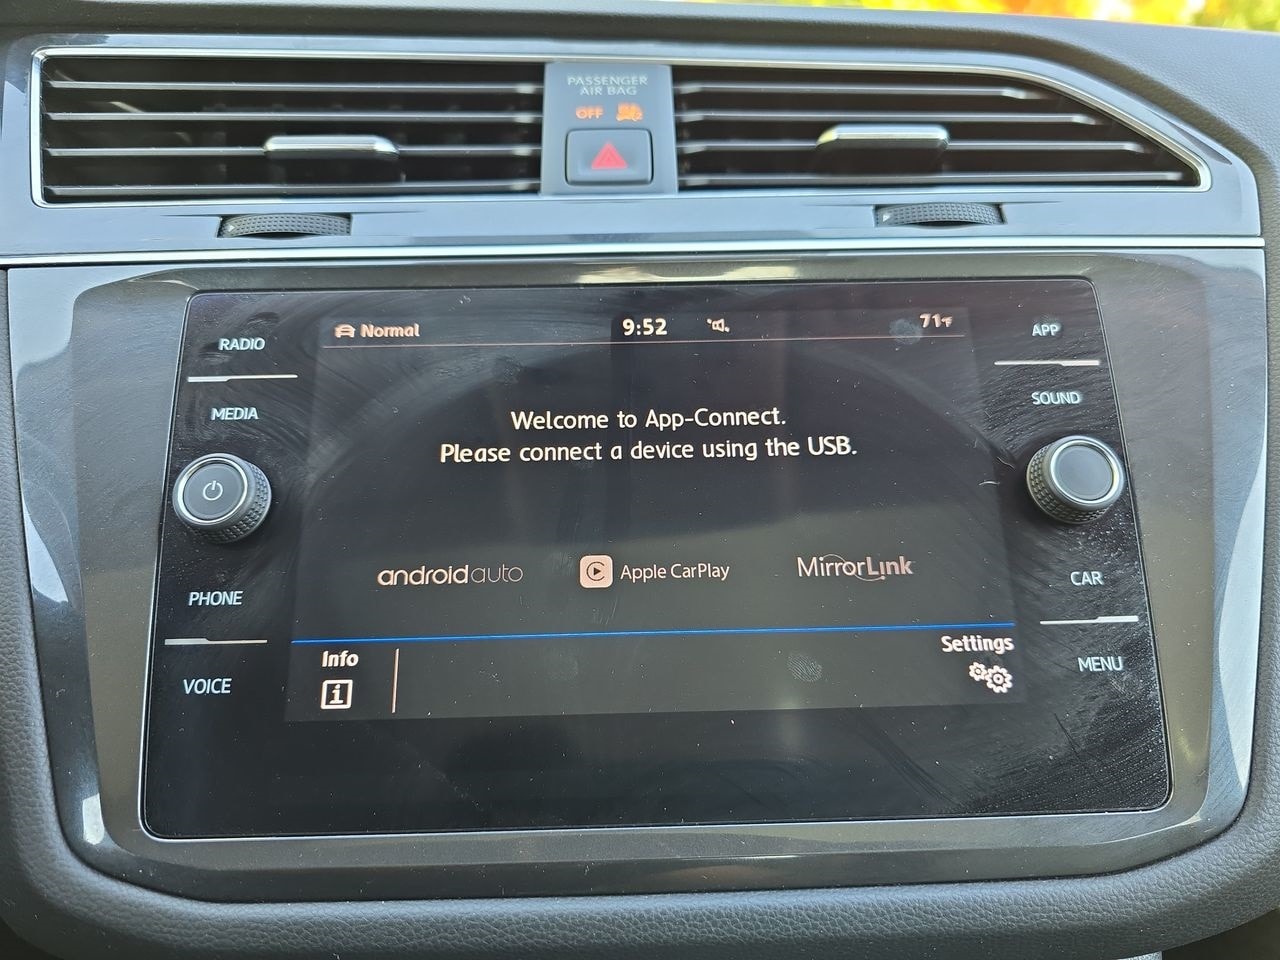 PASSENGER
AIR BAG
OFF
Normal
9:52
71°F
RADIO
MEDIA
PHONE
VOICE
APP
SOUND
CAR
MENU
Welcome to App-Connect.
Please connect a device using the USB.
androidauto
Apple CarPlay
MirrorLink
Info
i
Settings